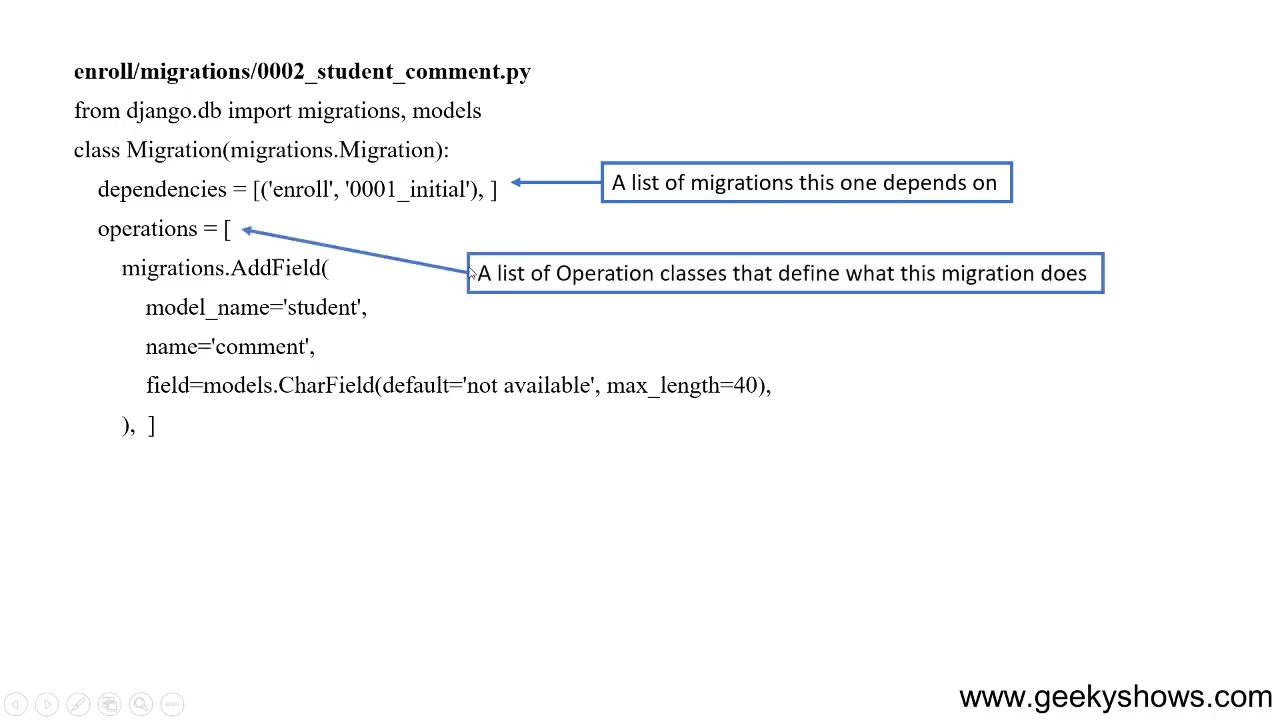 enroll/migrations/0002_student_comment.py
from django.db import migrations, models
class Migration(migrations.Migration):
dependencies = [('enroll', '0001_initial'), ]
A list of migrations this one depends on
operations = [
A list of Operation classes that define what this migration does
migrations.AddField(
model_name='student',
name='comment',
field=models.CharField(default='not available', max_length=40),
), ]
www.geekyshows.com